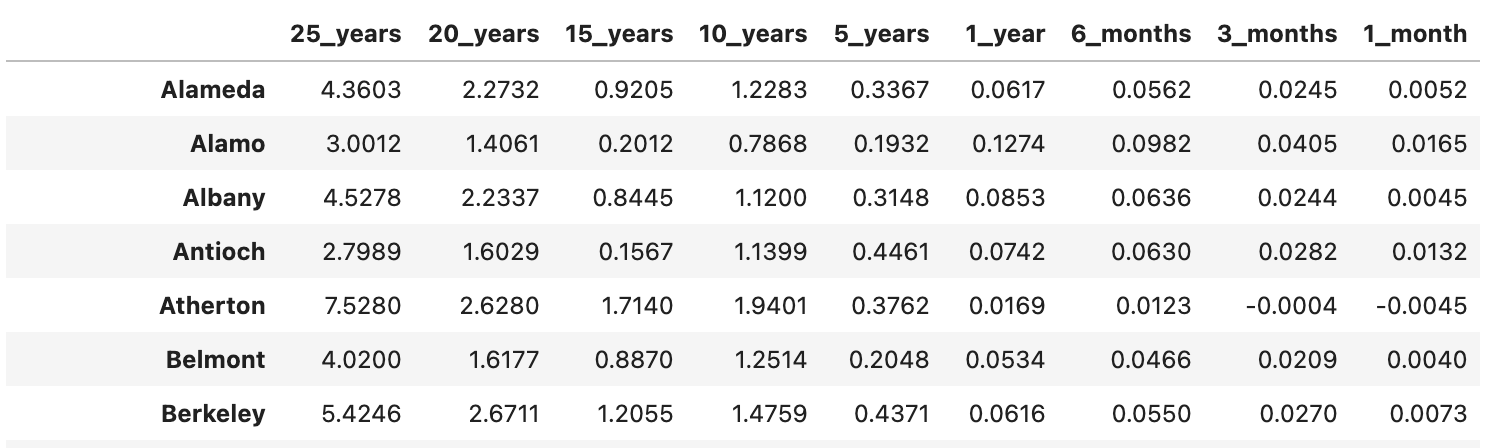 25_years 20_years 15_years 10_years 5_years 1_year 6_months 3_months 1_month
Alameda 4.3603 2.2732 0.9205 1.2283 0.3367 0.0617 0.0562 0.0245 0.0052
Alamo 3.0012 1.4061 0.2012 0.7868 0.1932 0.1274 0.0982 0.0405 0.0165
Albany 4.5278 2.2337 0.8445 1.1200 0.3148 0.0853 0.0636 0.0244 0.0045
Antioch 2.7989 1.6029 0.1567 1.1399 0.4461 0.0742 0.0630 0.0282 0.0132
Atherton 7.5280 2.6280 1.7140 1.9401 0.3762 0.0169 0.0123 -0.0004 -0.0045
Belmont 4.0200 1.6177 0.8870 1.2514 0.2048 0.0534 0.0466 0.0209 0.0040
Berkeley 5.4246 2.6711 1.2055 1.4759 0.4371 0.0616 0.0550 0.0270 0.0073